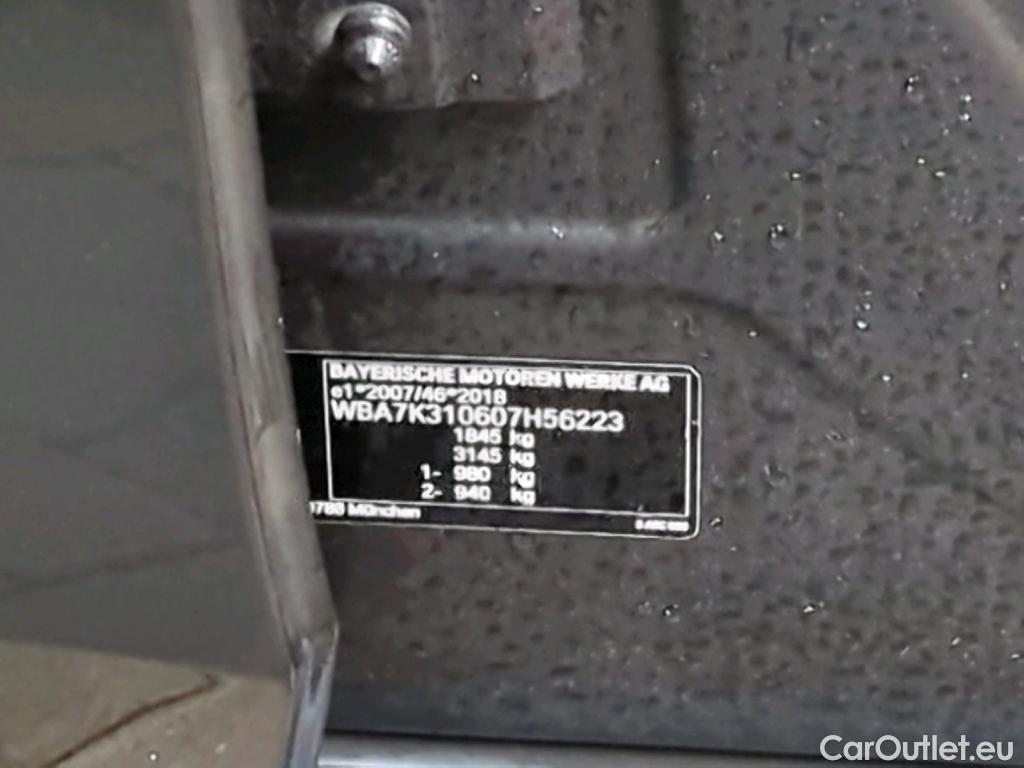 BAYERISCHE MOTOREN WERKE AG
e1*2007/46*2018
WBA7K310607H56223
1845 kg
3145 kg
1- 980 kg
2- 940 kg
München
CarOutlet.eu